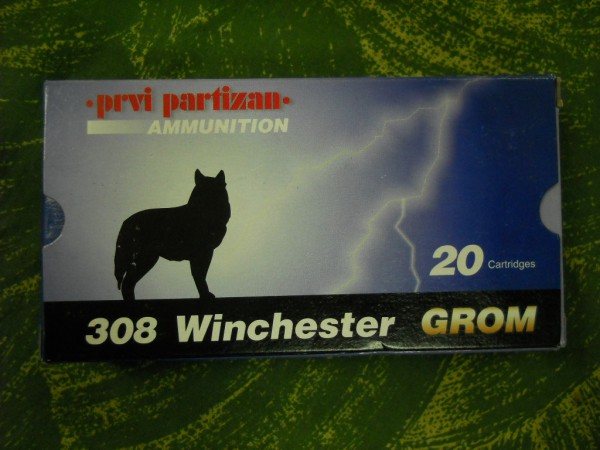 •prvi partizan•
AMMUNITION
20 Cartridges
308 Winchester GROM